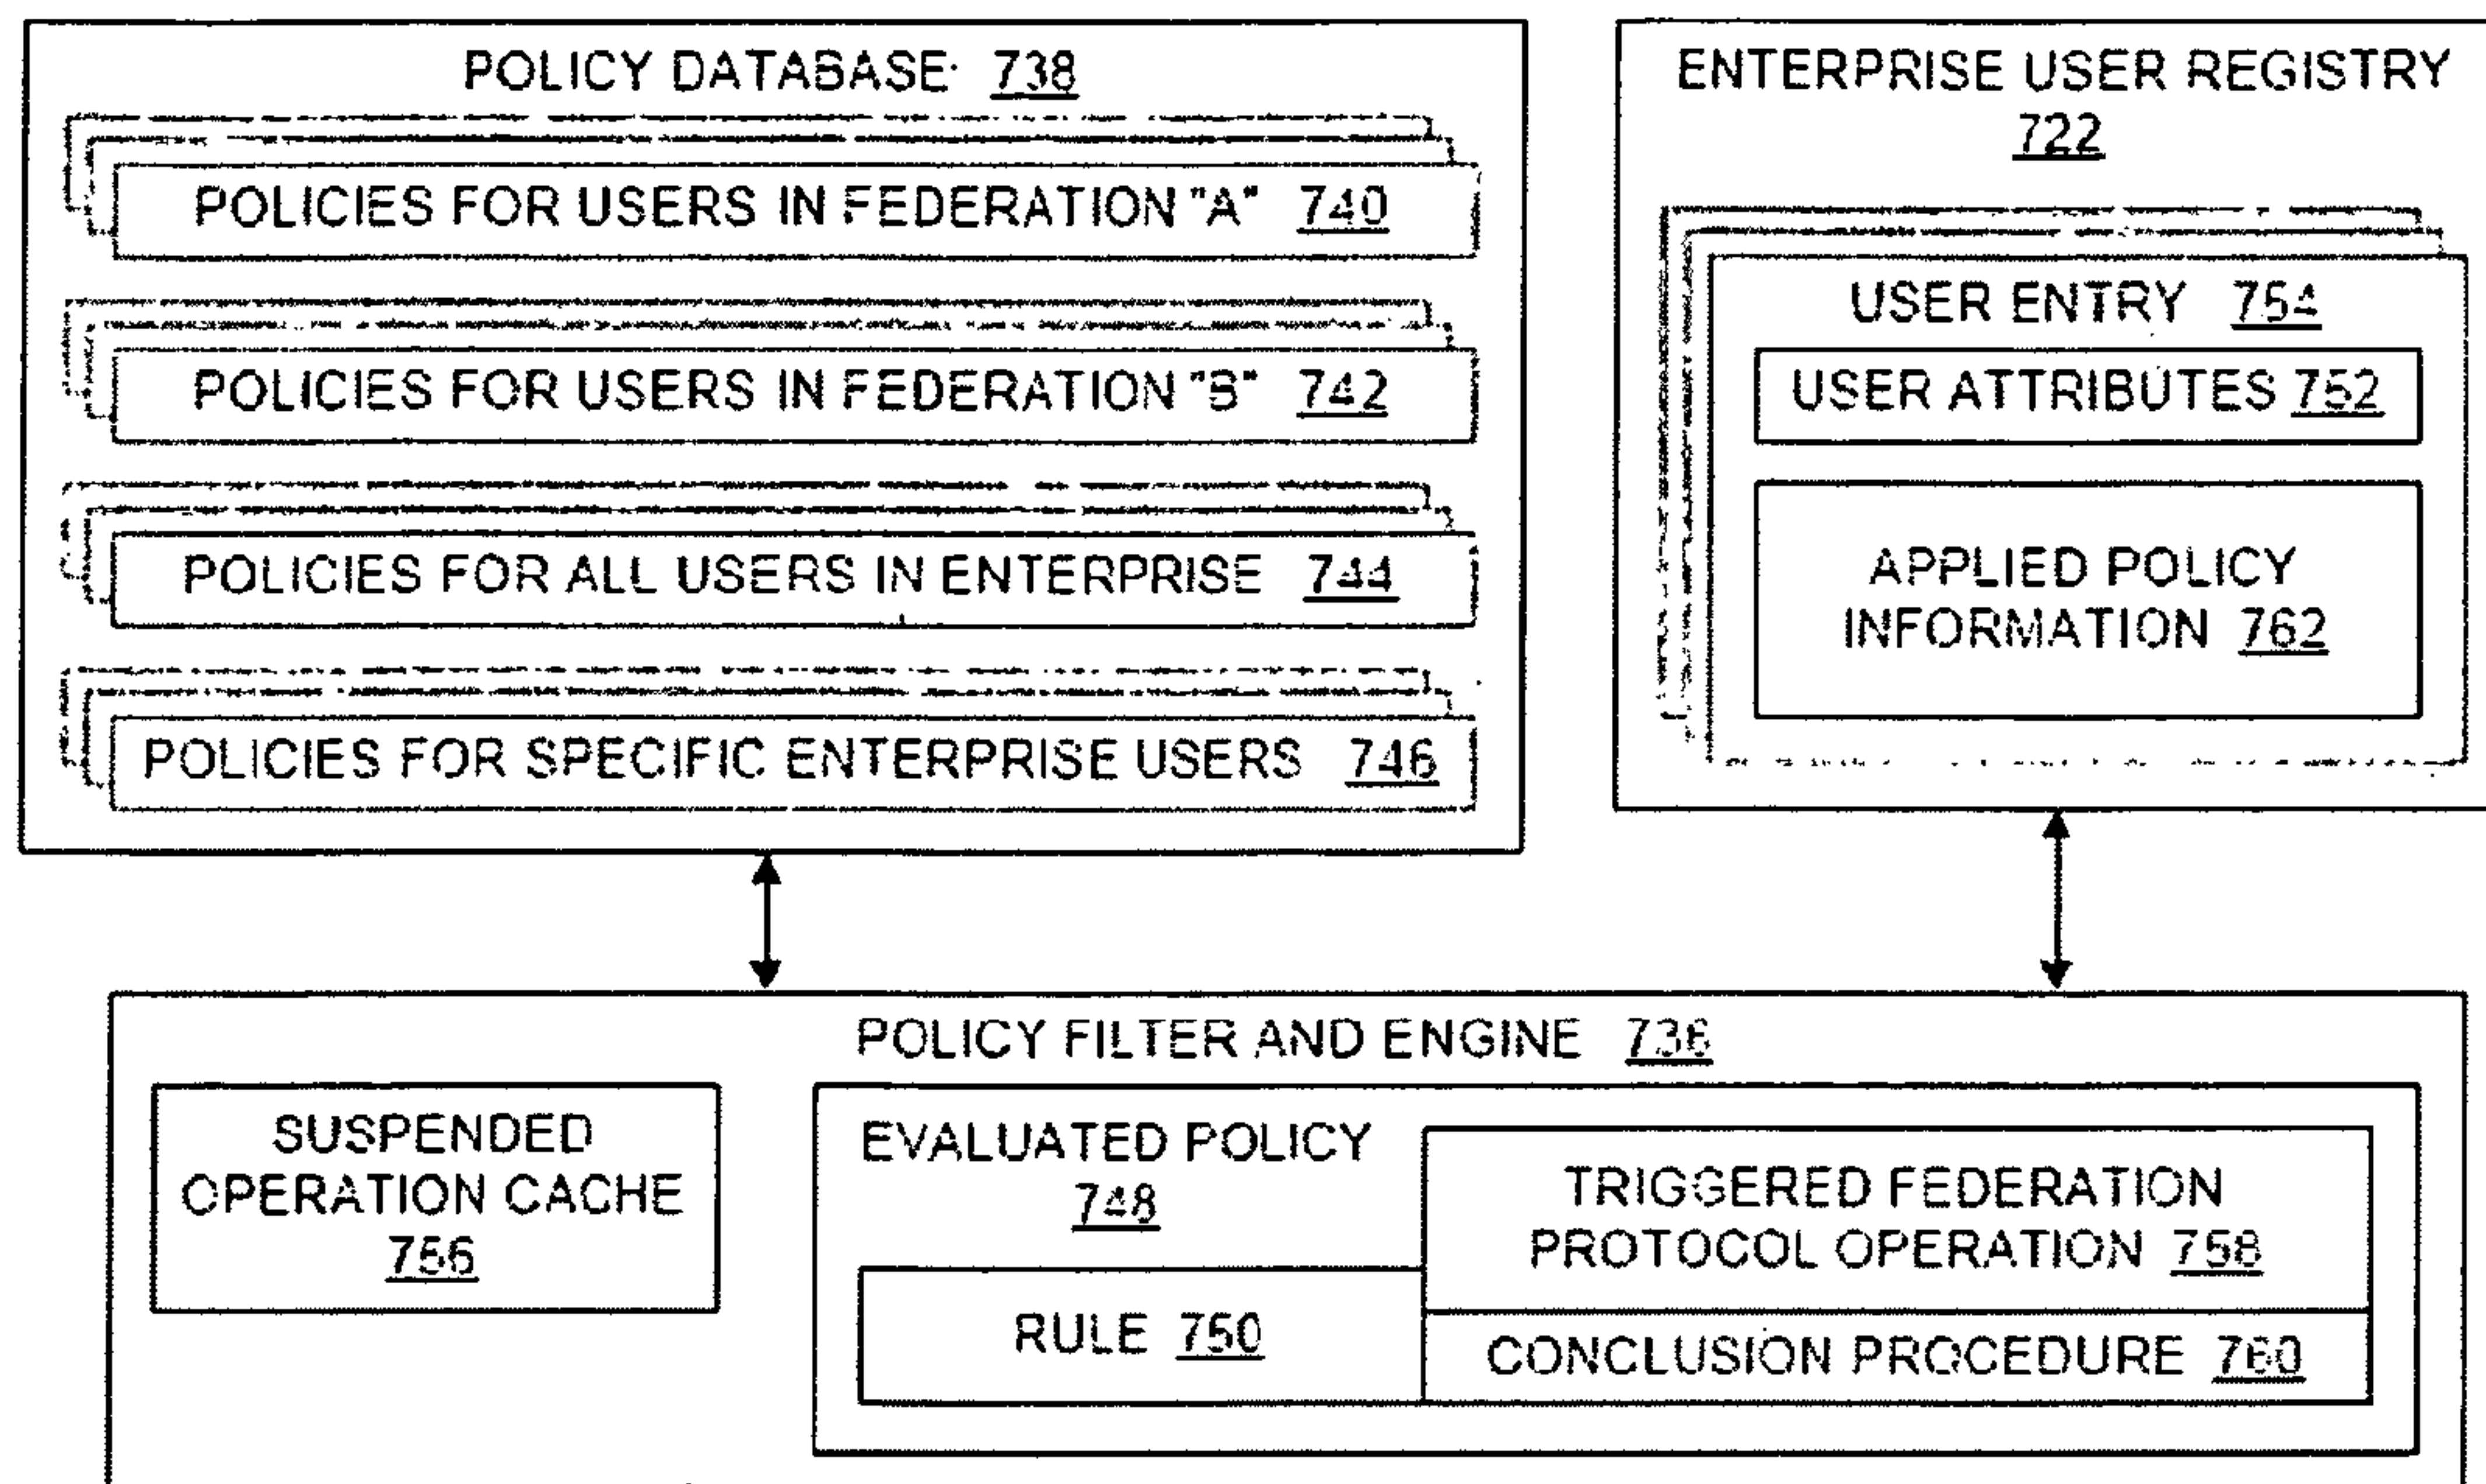 POLICY DATABASE 738
POLICIES FOR USERS IN FEDERATION "A" 740
POLICIES FOR USERS IN FEDERATION "B" 742
POLICIES FOR ALL USERS IN ENTERPRISE 744
POLICIES FOR SPECIFIC ENTERPRISE USERS 746
ENTERPRISE USER REGISTRY
722
USER ENTRY 754
USER ATTRIBUTES 752
APPLIED POLICY
INFORMATION 762
POLICY FILTER AND ENGINE 736
SUSPENDED
OPERATION CACHE
756
EVALUATED POLICY
748
RULE 750
TRIGGERED FEDERATION
PROTOCOL OPERATION 758
CONCLUSION PROCEDURE 760